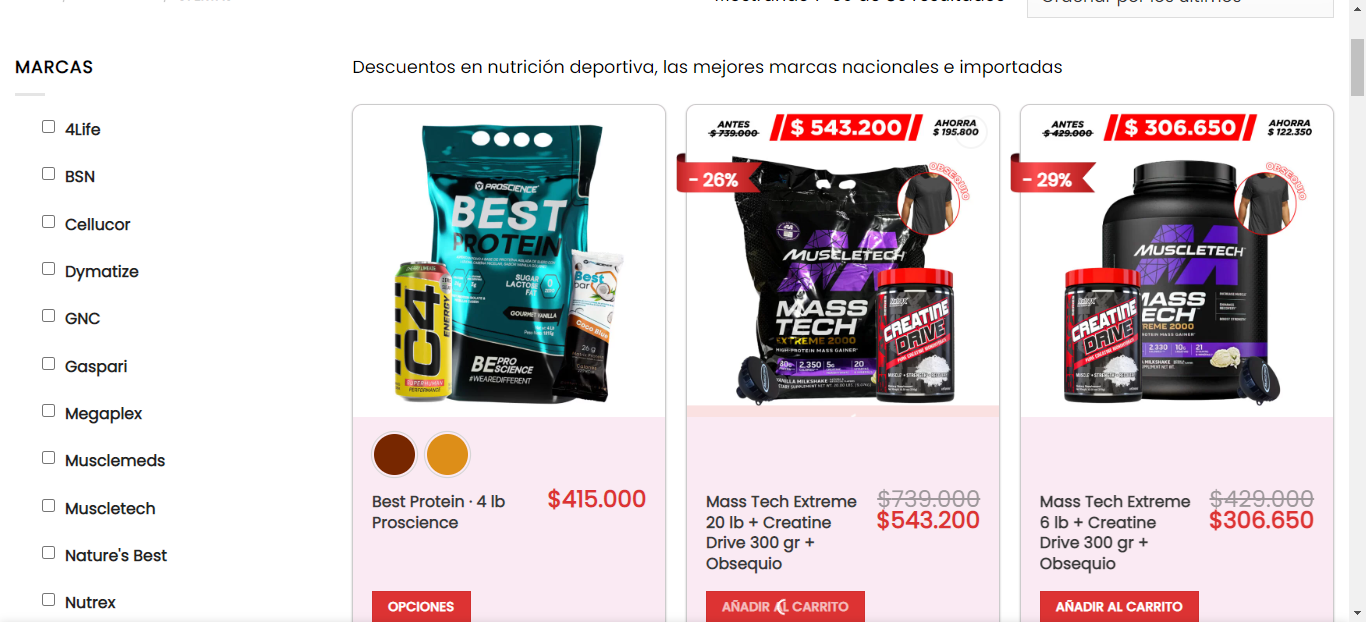 MARCAS
4Life
BSN
Cellucor
Dymatize
GNC
Gaspari
Megaplex
Musclemeds
Muscletech
Nature's Best
Nutrex
Descuentos en nutrición deportiva, las mejores marcas nacionales e importadas
PROSCIENCE
BEST
PROTEIN
SUGAR
LACTOSE
FAT
GOURMET VANILLA
BE PRO
SCIENCE
#WEAREDIFFERENT
C4
ENERGY
SUPERHUMAN
PERFORMANCE
Best
bar
26 g
Best Protein · 4 lb
Proscience
$415.000
OPCIONES
ANTES
$ 739.000
$ 543.200
AHORRA
$ 195.800
- 26%
OBSEQUIO
MUSCLETECH
MASS
TECH
EXTREME 2000
CREATINE
DRIVE
Mass Tech Extreme
20 lb + Creatine
Drive 300 gr +
Obsequio
$739.000
$543.200
AÑADIR AL CARRITO
ANTES
$ 429.000
$ 306.650
AHORRA
$ 122.350
- 29%
OBSEQUIO
MUSCLETECH
MASS
TECH
EXTREME 2000
CREATINE
DRIVE
Mass Tech Extreme
6 lb + Creatine
Drive 300 gr +
Obsequio
$429.000
$306.650
AÑADIR AL CARRITO